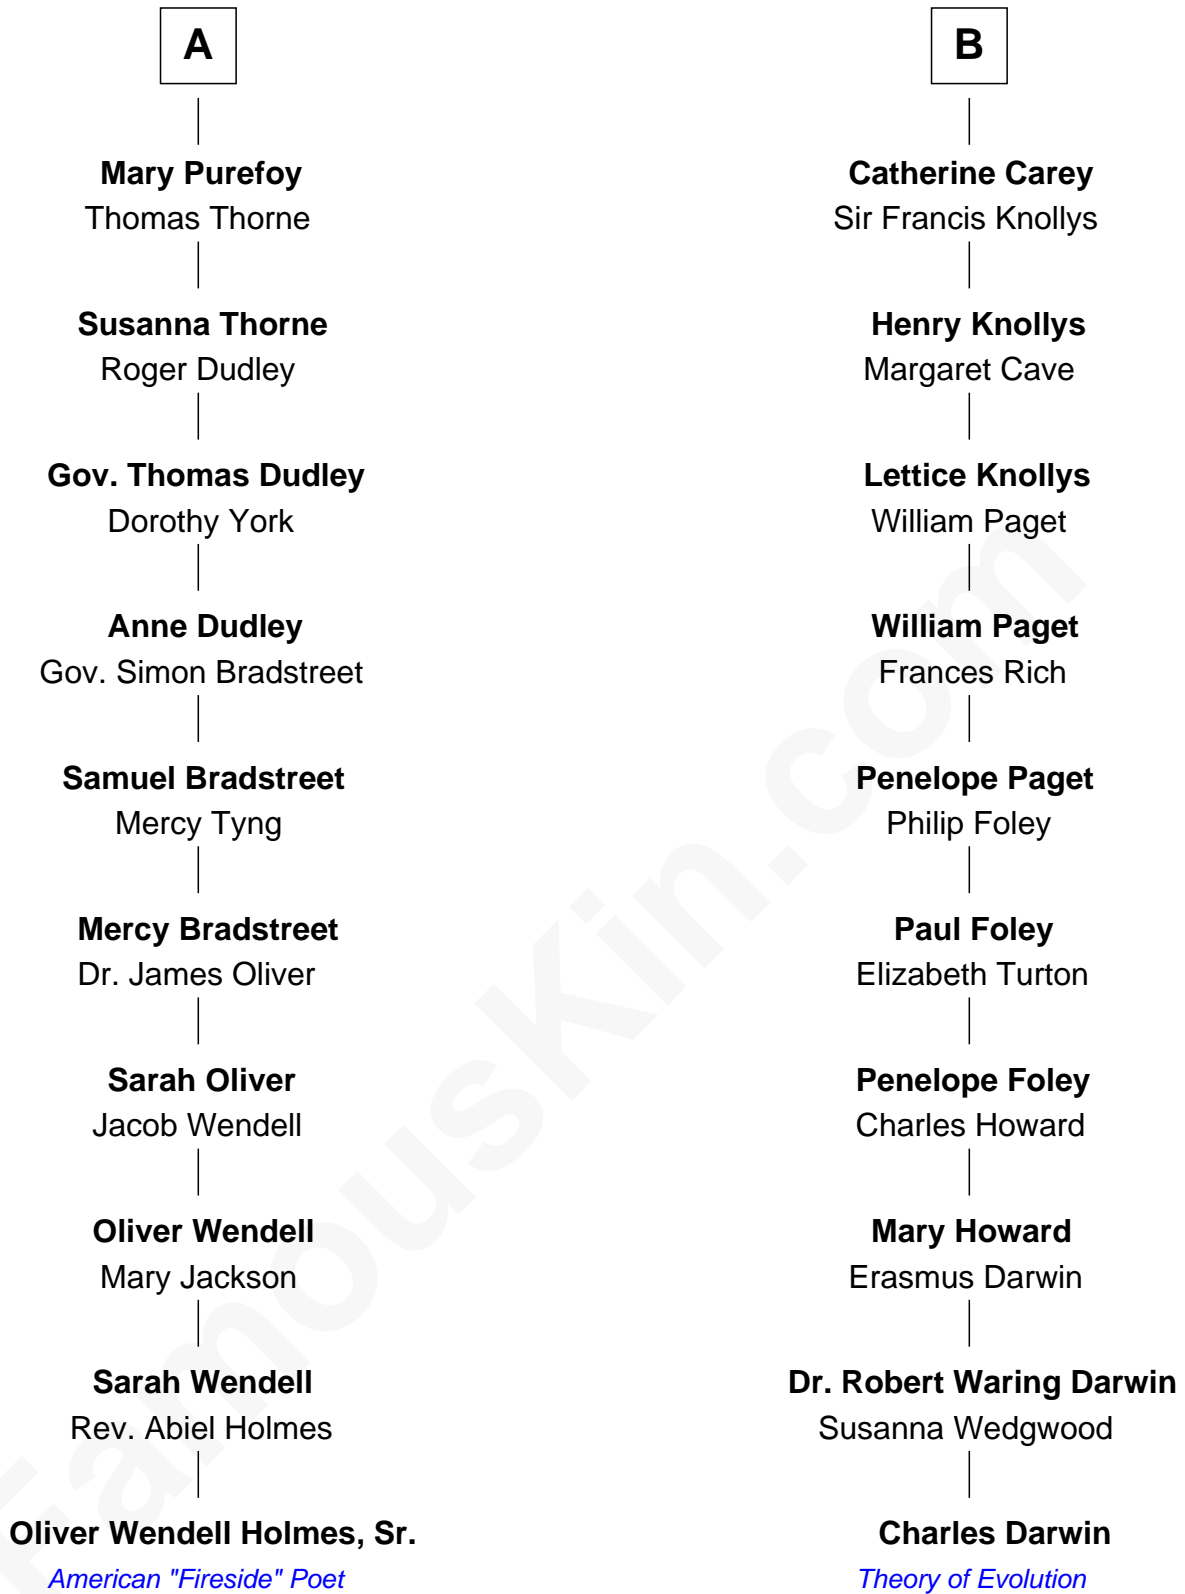 A
Mary Purefoy
Thomas Thorne
Susanna Thorne
Roger Dudley
Gov. Thomas Dudley
Dorothy York
Anne Dudley
Gov. Simon Bradstreet
Samuel Bradstreet
Mercy Tyng
Mercy Bradstreet
Dr. James Oliver
Sarah Oliver
Jacob Wendell
Oliver Wendell
Mary Jackson
Sarah Wendell
Rev. Abiel Holmes
Oliver Wendell Holmes, Sr.
American "Fireside" Poet
B
Catherine Carey
Sir Francis Knollys
Henry Knollys
Margaret Cave
Lettice Knollys
William Paget
William Paget
Frances Rich
Penelope Paget
Philip Foley
Paul Foley
Elizabeth Turton
Penelope Foley
Charles Howard
Mary Howard
Erasmus Darwin
Dr. Robert Waring Darwin
Susanna Wedgwood
Charles Darwin
Theory of Evolution
FamousKin.com